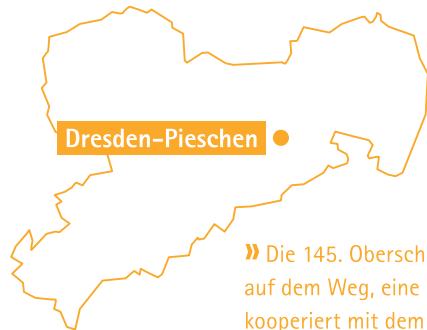 Dresden-Pieschen
» Die 145. Obersch
auf dem Weg, eine
kooperiert mit dem